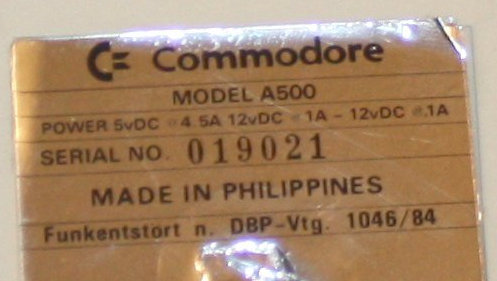 Commodore
MODEL A500
POWER 5vDC @4.5A 12vDC @1A - 12vDC @.1A
SERIAL NO. 019021
MADE IN PHILIPPINES
Funkentstort n. DBP-Vtg. 1046/84